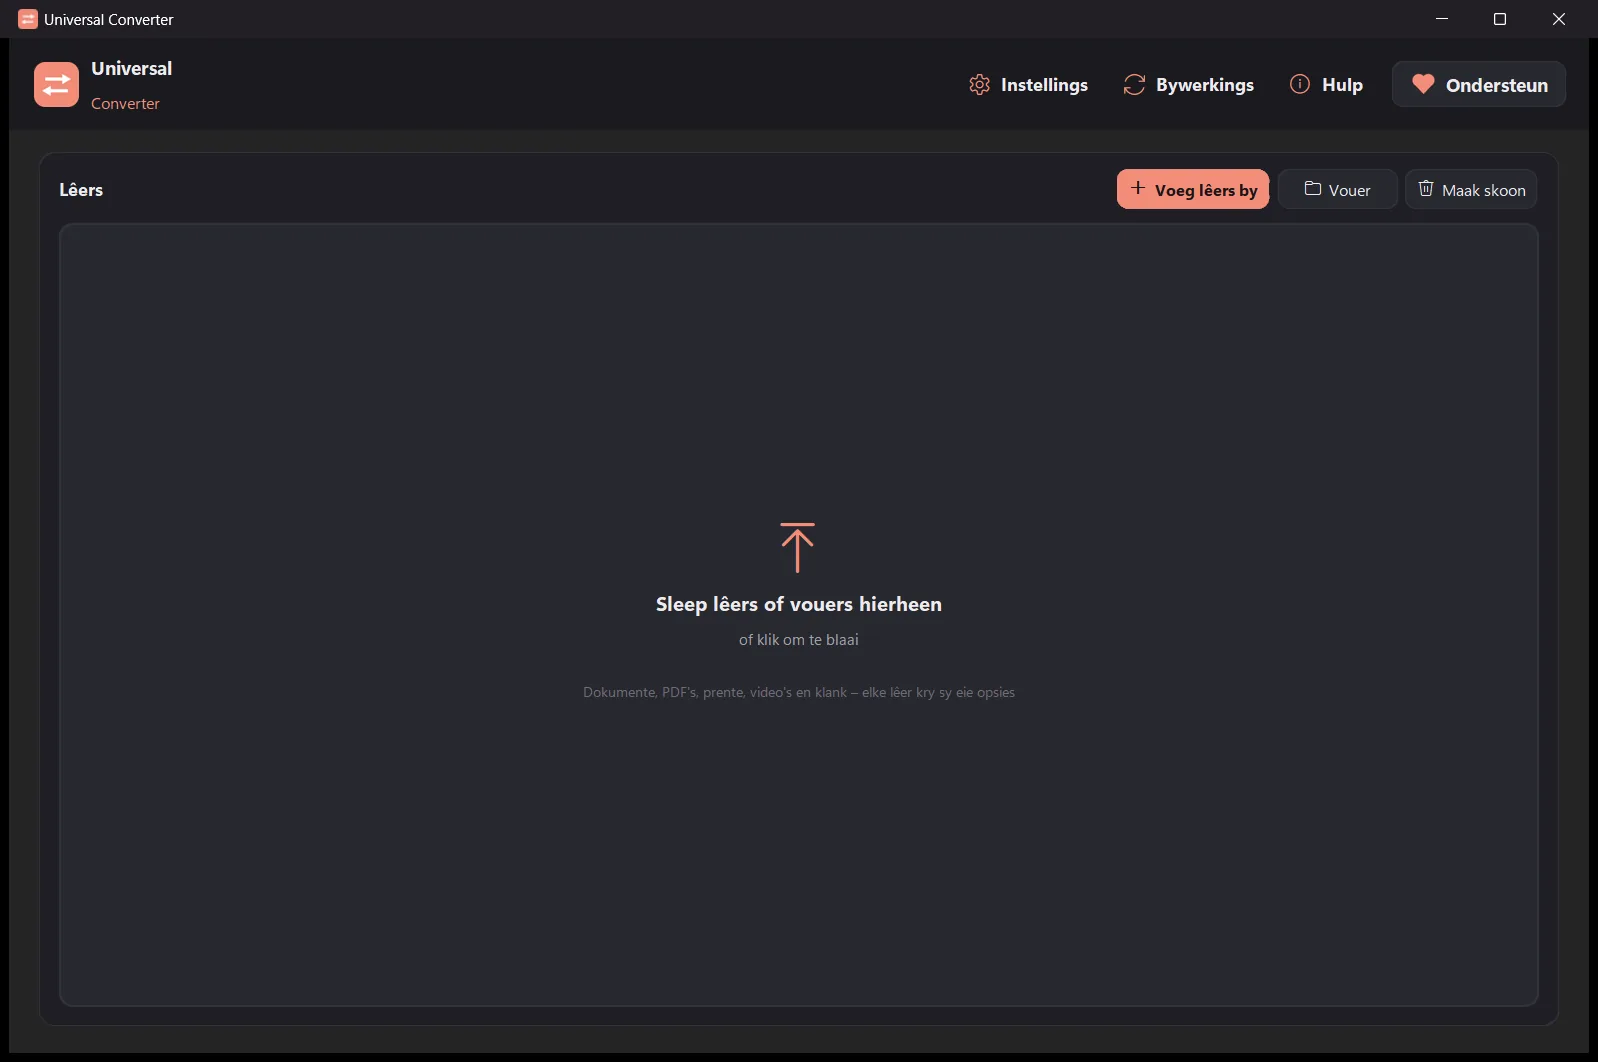 Universal Converter
Universal
Converter
Instellings
Bywerkings
Hulp
Ondersteun
Lêers
Voeg lêers by
Vouer
Maak skoon
Sleep lêers of vouers hierheen
of klik om te blaai
Dokumente, PDF's, prente, video's en klank – elke lêer kry sy eie opsies